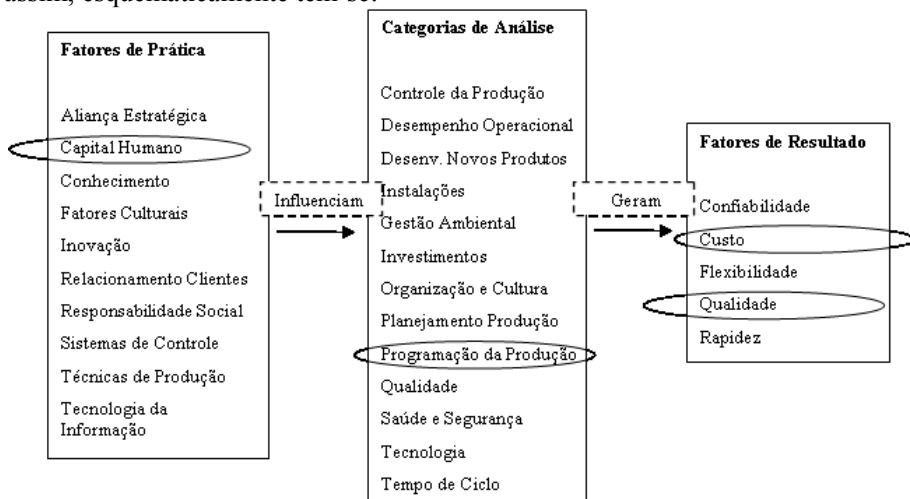 assim, esquematicamente tem-se:
Fatores de Prática
Aliança Estratégica
Capital Humano
Conhecimento
Fatores Culturais
Inovação
Relacionamento Clientes
Responsabilidade Social
Sistemas de Controle
Técnicas de Produção
Tecnologia da
Informação
Influenciam
Categorias de Análise
Controle da Produção
Desempenho Operacional
Desenv. Novos Produtos
Instalações
Gestão Ambiental
Investimentos
Organização e Cultura
Planejamento Produção
Programação da Produção
Qualidade
Saúde e Segurança
Tecnologia
Tempo de Ciclo
Geram
Fatores de Resultado
Confiabilidade
Custo
Flexibilidade
Qualidade
Rapidez